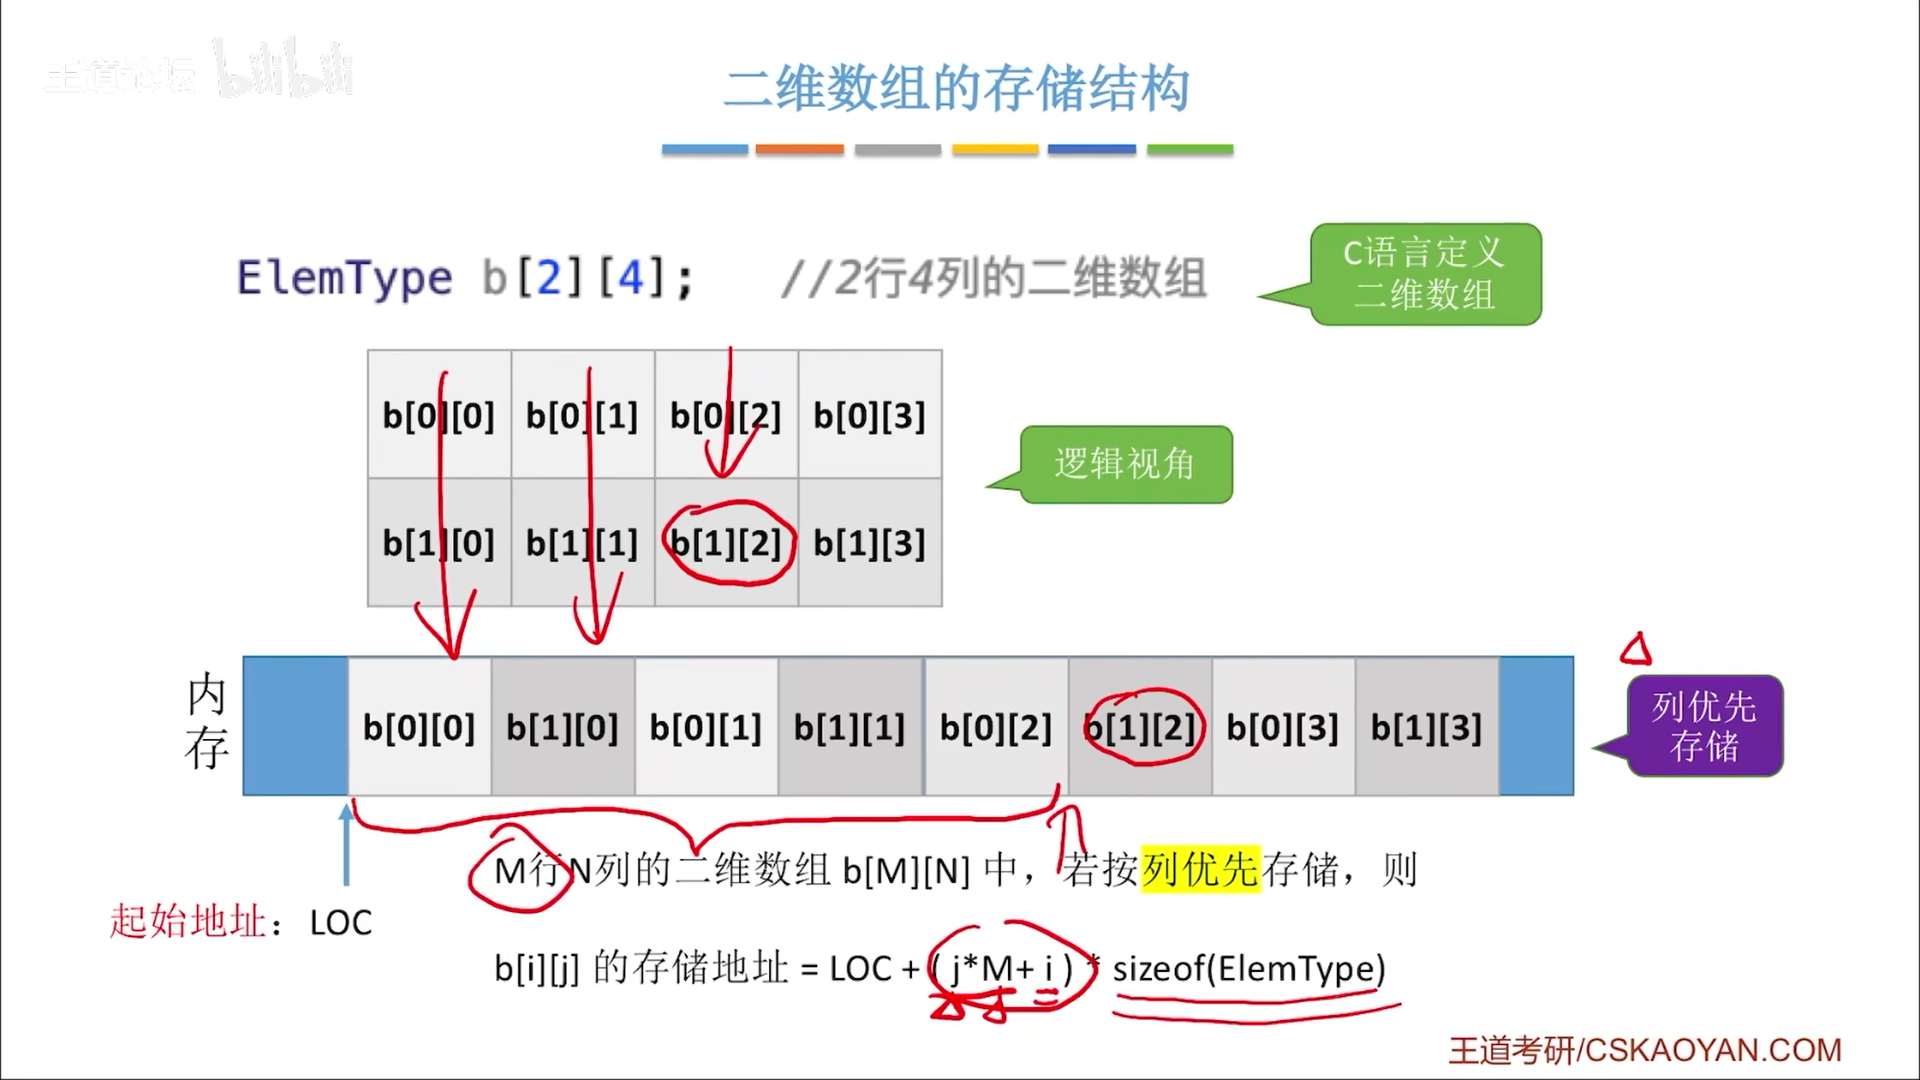 王道论坛 bilibili
二维数组的存储结构
ElemType b[2][4]; //2行4列的二维数组
C语言定义
二维数组
b[0][0] b[0][1] b[0][2] b[0][3]
逻辑视角
b[1][0] b[1][1] b[1][2] b[1][3]
内存
b[0][0] b[1][0] b[0][1] b[1][1] b[0][2] b[1][2] b[0][3] b[1][3]
列优先
存储
M行N列的二维数组 b[M][N] 中，若按列优先存储，则
起始地址：LOC
b[i][j] 的存储地址 = LOC + ( j*M+ i ) * sizeof(ElemType)
王道考研/CSKAOYAN.COM